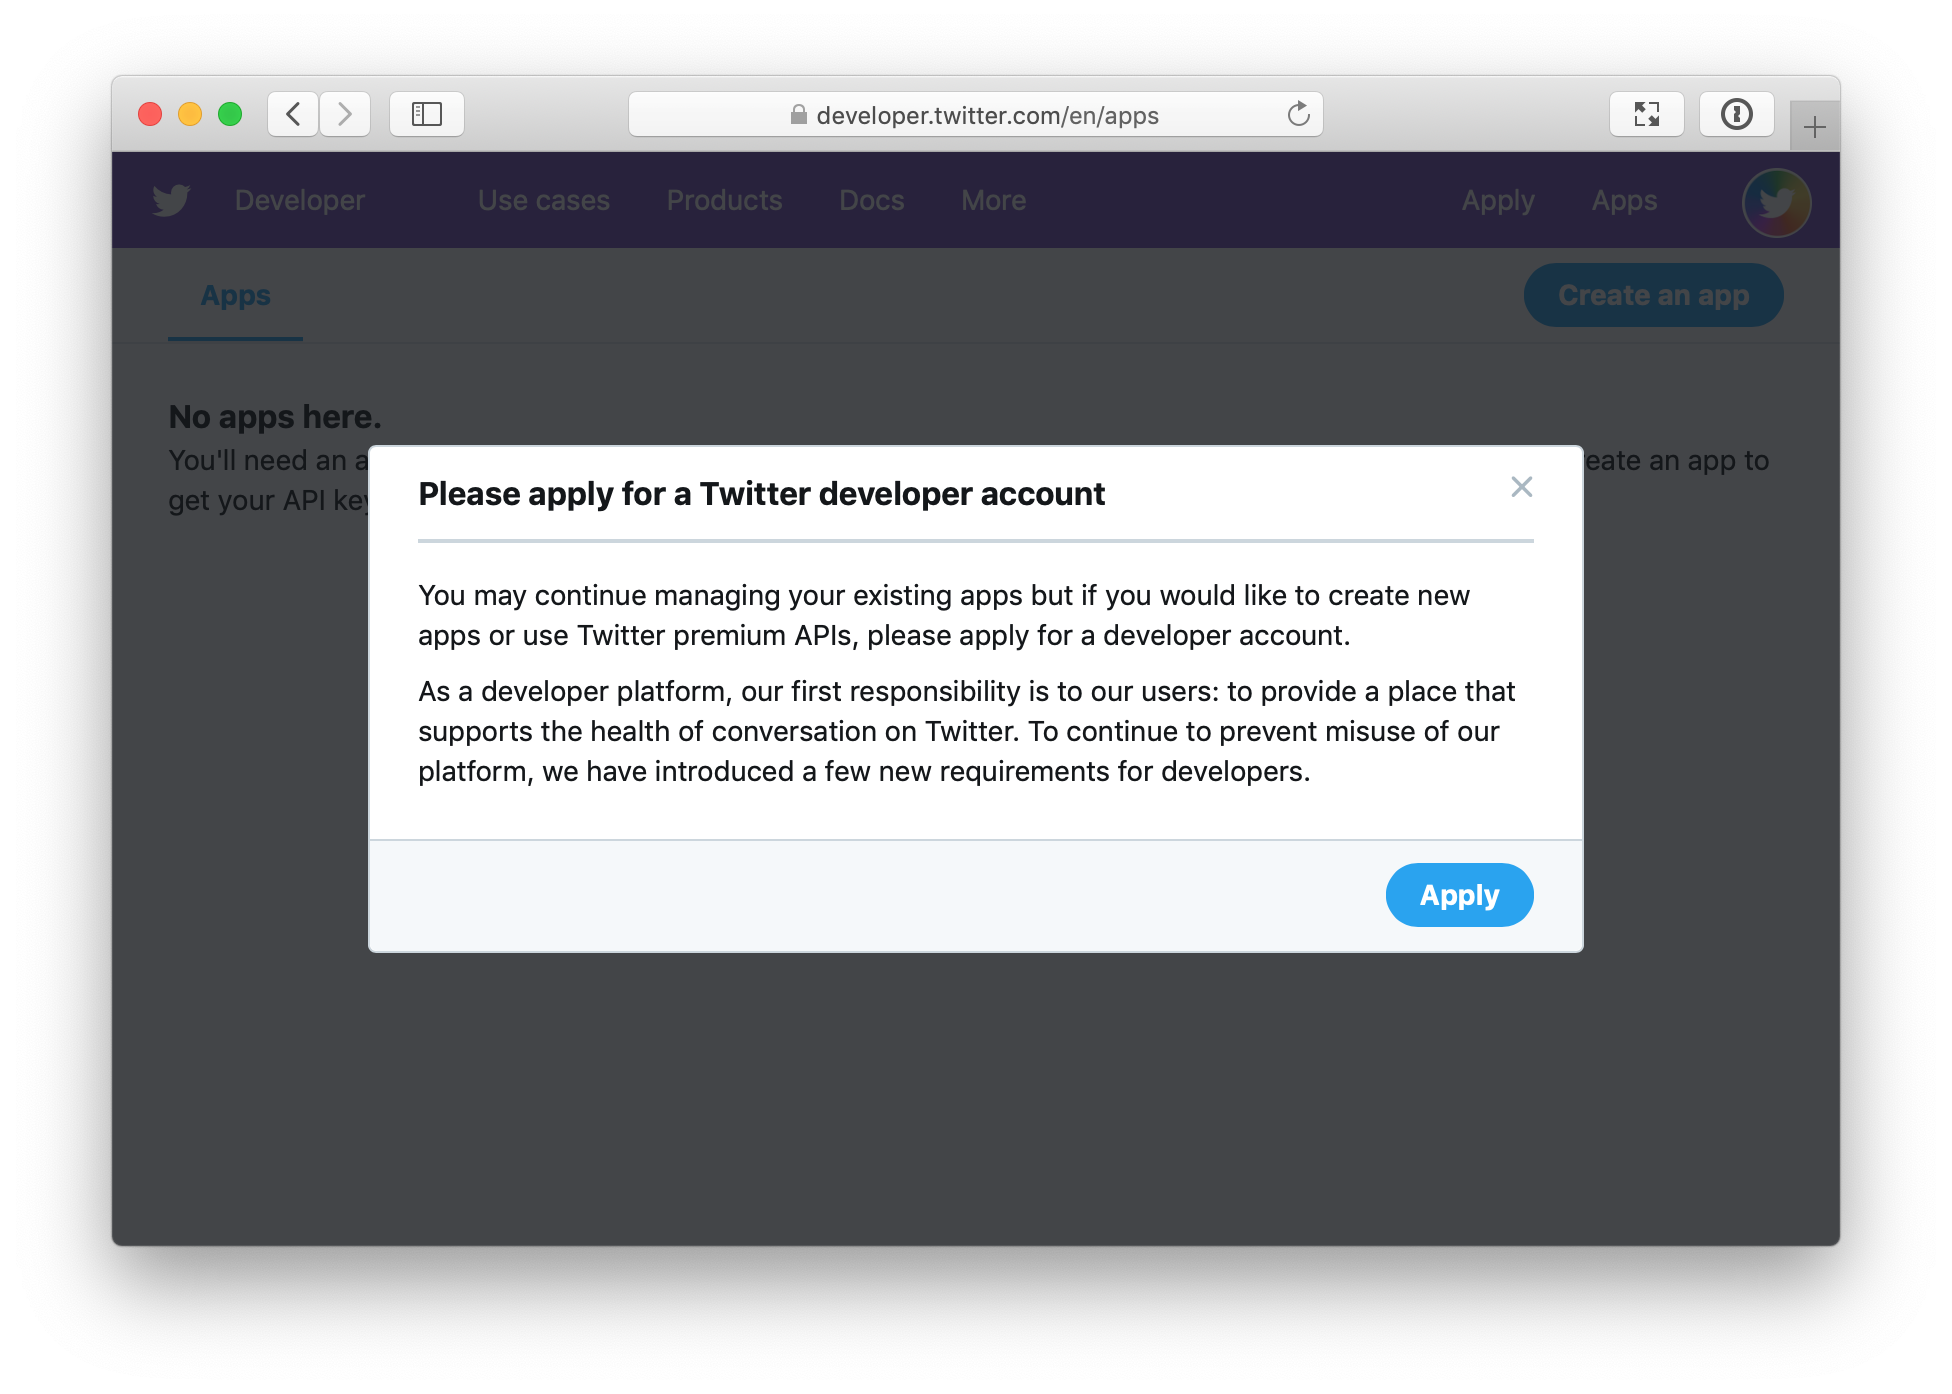 developer.twitter.com/en/apps
Developer Use cases Products Docs More Apply Apps
Apps Create an app
No apps here.
You'll need an a eate an app to
get your API key
Please apply for a Twitter developer account
You may continue managing your existing apps but if you would like to create new
apps or use Twitter premium APIs, please apply for a developer account.
As a developer platform, our first responsibility is to our users: to provide a place that
supports the health of conversation on Twitter. To continue to prevent misuse of our
platform, we have introduced a few new requirements for developers.
Apply